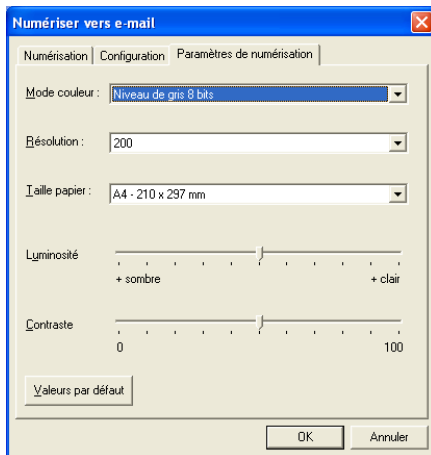 Numériser vers e-mail
Numérisation Configuration Paramètres de numérisation
Mode couleur : Niveau de gris 8 bits
Résolution : 200
Taille papier : A4 - 210 x 297 mm
Luminosité
+ sombre + clair
Contraste
0 100
Valeurs par défaut
OK Annuler